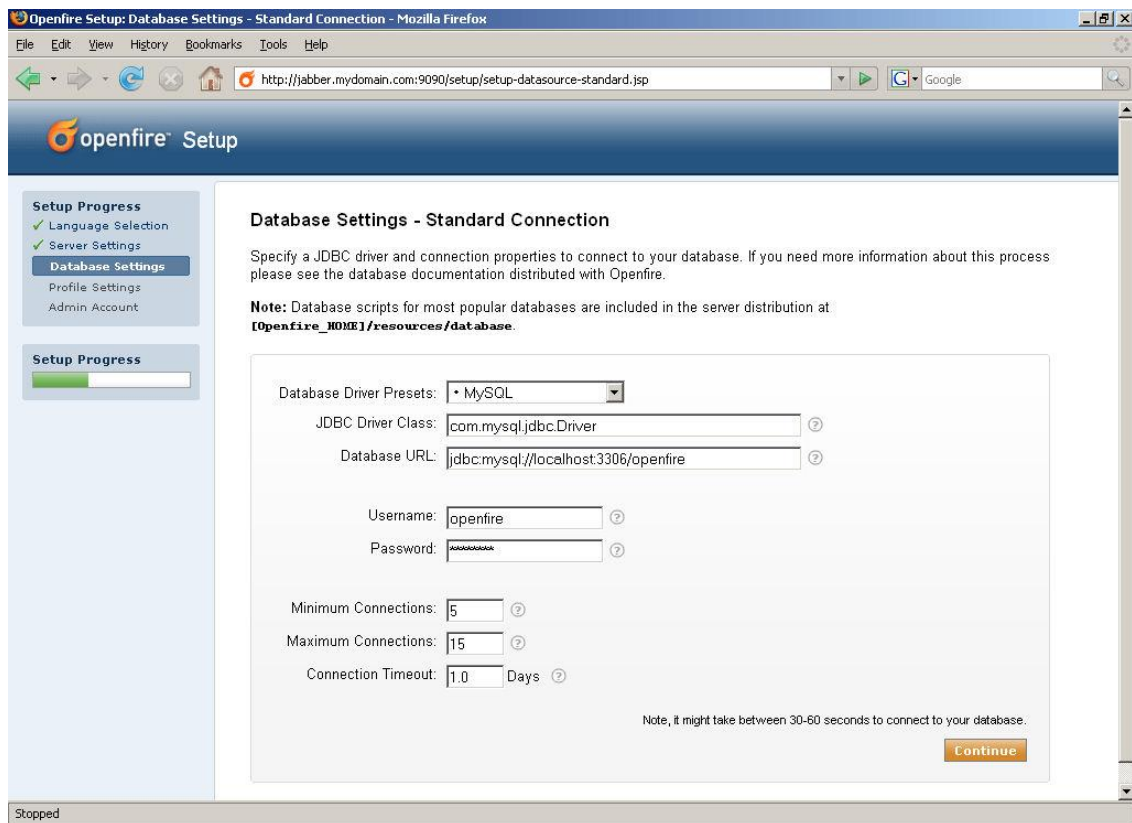 Openfire Setup: Database Settings - Standard Connection - Mozilla Firefox
File Edit View History Bookmarks Tools Help
http://jabber.mydomain.com:9090/setup/setup-datasource-standard.jsp
G Google
openfire™ Setup
Setup Progress
✓ Language Selection
✓ Server Settings
Database Settings
Profile Settings
Admin Account
Setup Progress
Database Settings - Standard Connection
Specify a JDBC driver and connection properties to connect to your database. If you need more information about this process
please see the database documentation distributed with Openfire.
Note: Database scripts for most popular databases are included in the server distribution at
[Openfire_HOME]/resources/database.
Database Driver Presets: • MySQL
JDBC Driver Class: com.mysql.jdbc.Driver ?
Database URL: jdbc:mysql://localhost:3306/openfire ?
Username: openfire ?
Password: ******** ?
Minimum Connections: 5 ?
Maximum Connections: 15 ?
Connection Timeout: 1.0 Days ?
Note, it might take between 30-60 seconds to connect to your database.
Continue
Stopped